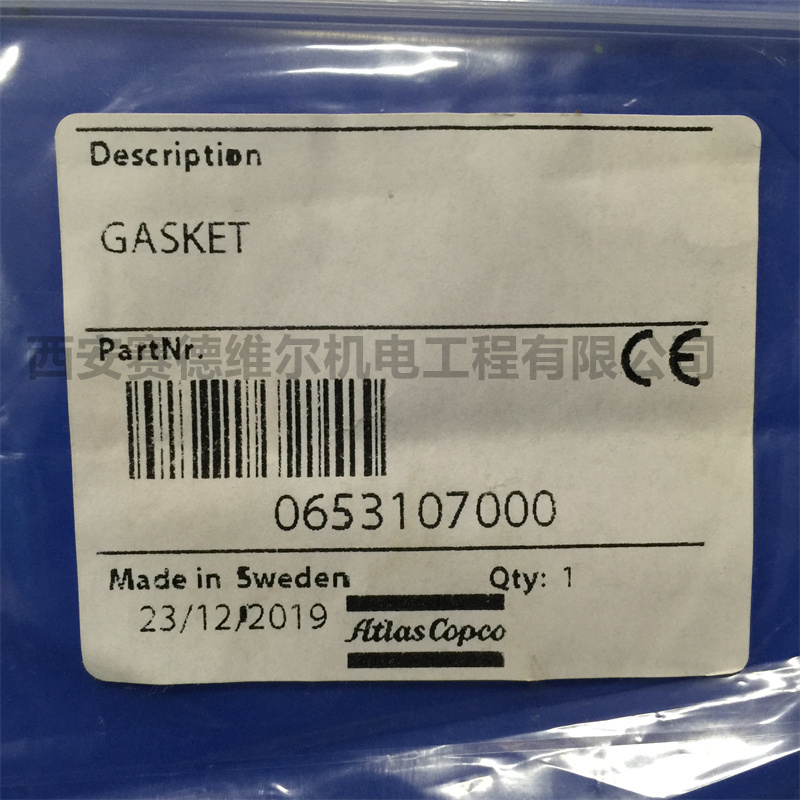 Description
GASKET
PartNr.
CE
西安赛德维尔机电工程有限公司
0653107000
Made in Sweden
Qty: 1
23/12/2019
Atlas Copco